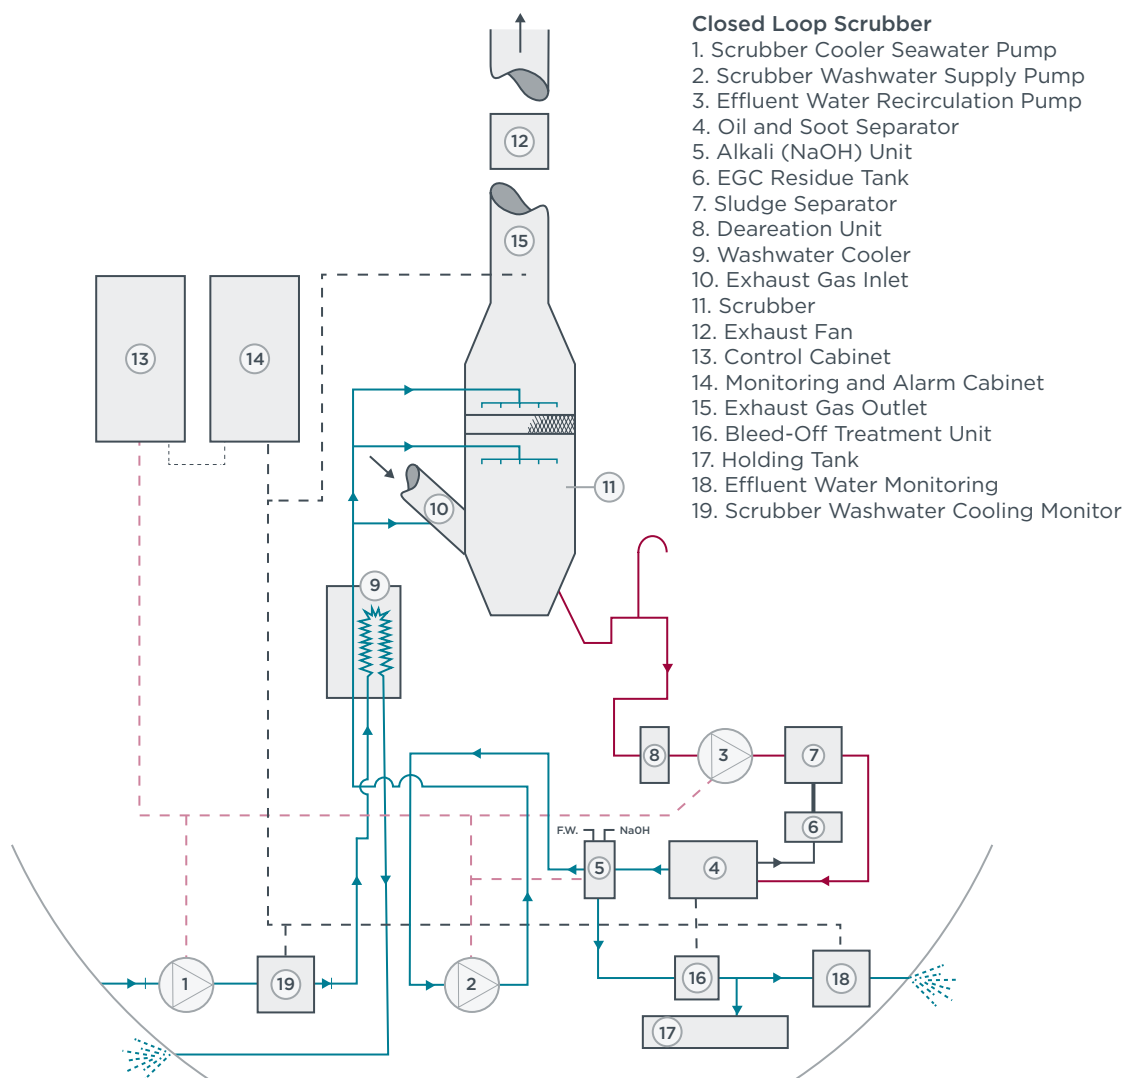 Closed Loop Scrubber
1. Scrubber Cooler Seawater Pump
2. Scrubber Washwater Supply Pump
3. Effluent Water Recirculation Pump
4. Oil and Soot Separator
5. Alkali (NaOH) Unit
6. EGC Residue Tank
7. Sludge Separator
8. Deareation Unit
9. Washwater Cooler
10. Exhaust Gas Inlet
11. Scrubber
12. Exhaust Fan
13. Control Cabinet
14. Monitoring and Alarm Cabinet
15. Exhaust Gas Outlet
16. Bleed-Off Treatment Unit
17. Holding Tank
18. Effluent Water Monitoring
19. Scrubber Washwater Cooling Monitor
12
15
13
14
11
10
9
8
3
7
6
F.W.
NaOH
5
4
1
19
2
16
18
17